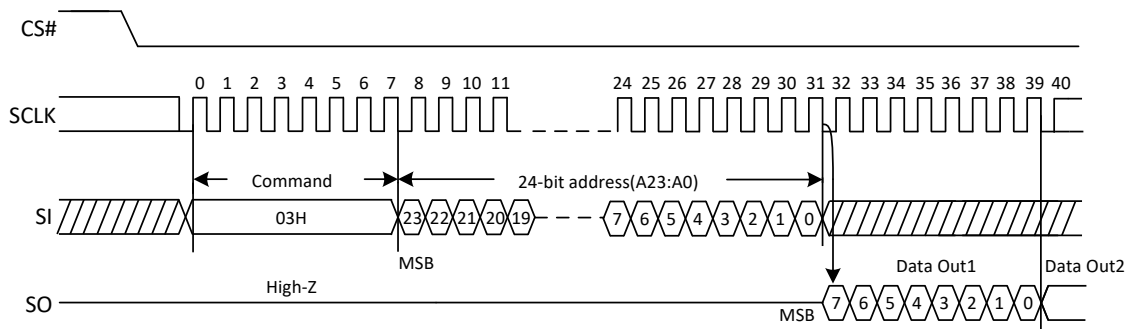 CS#
0 1 2 3 4 5 6 7 8 9 10 11 24 25 26 27 28 29 30 31 32 33 34 35 36 37 38 39 40
SCLK
Command 24-bit address(A23:A0)
SI 03H 23 22 21 20 19 7 6 5 4 3 2 1 0
MSB
High-Z Data Out1 Data Out2
SO 7 6 5 4 3 2 1 0
MSB